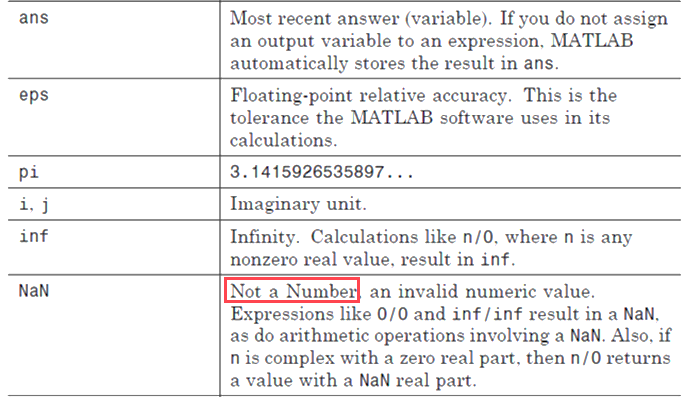 ans
Most recent answer (variable). If you do not assign
an output variable to an expression, MATLAB
automatically stores the result in ans.
eps
Floating-point relative accuracy. This is the
tolerance the MATLAB software uses in its
calculations.
pi
3.1415926535897...
i, j
Imaginary unit.
inf
Infinity. Calculations like n/0, where n is any
nonzero real value, result in inf.
NaN
Not a Number, an invalid numeric value.
Expressions like 0/0 and inf/inf result in a NaN,
as do arithmetic operations involving a NaN. Also, if
n is complex with a zero real part, then n/0 returns
a value with a NaN real part.